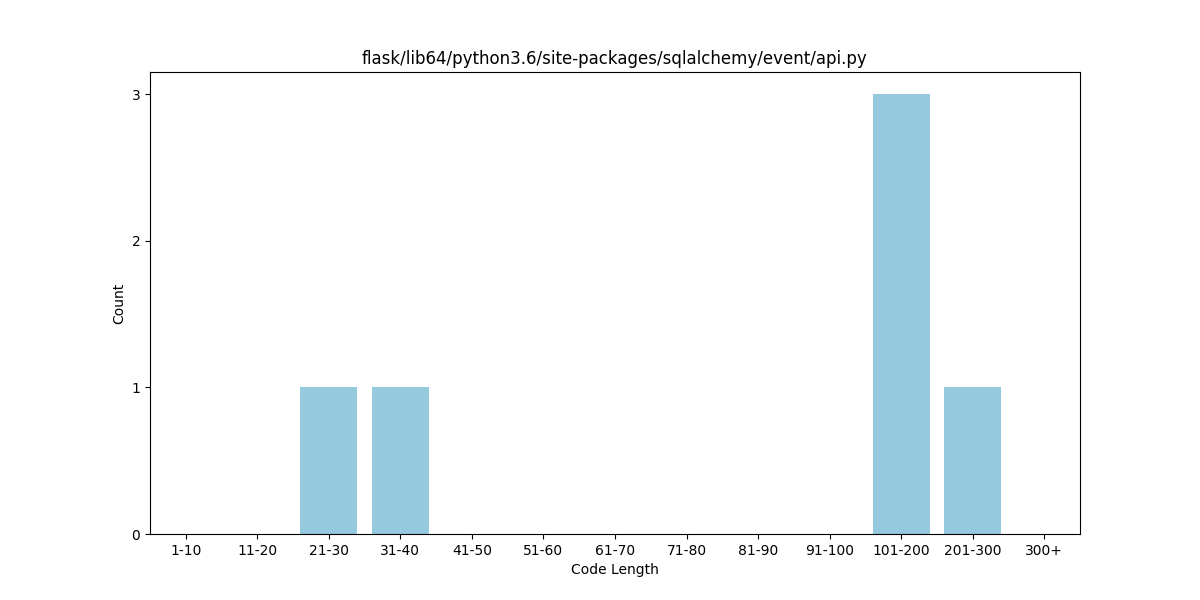 flask/lib64/python3.6/site-packages/sqlalchemy/event/api.py
3
2
1
0
Count
1-10 11-20 21-30 31-40 41-50 51-60 61-70 71-80 81-90 91-100 101-200 201-300 300+
Code Length